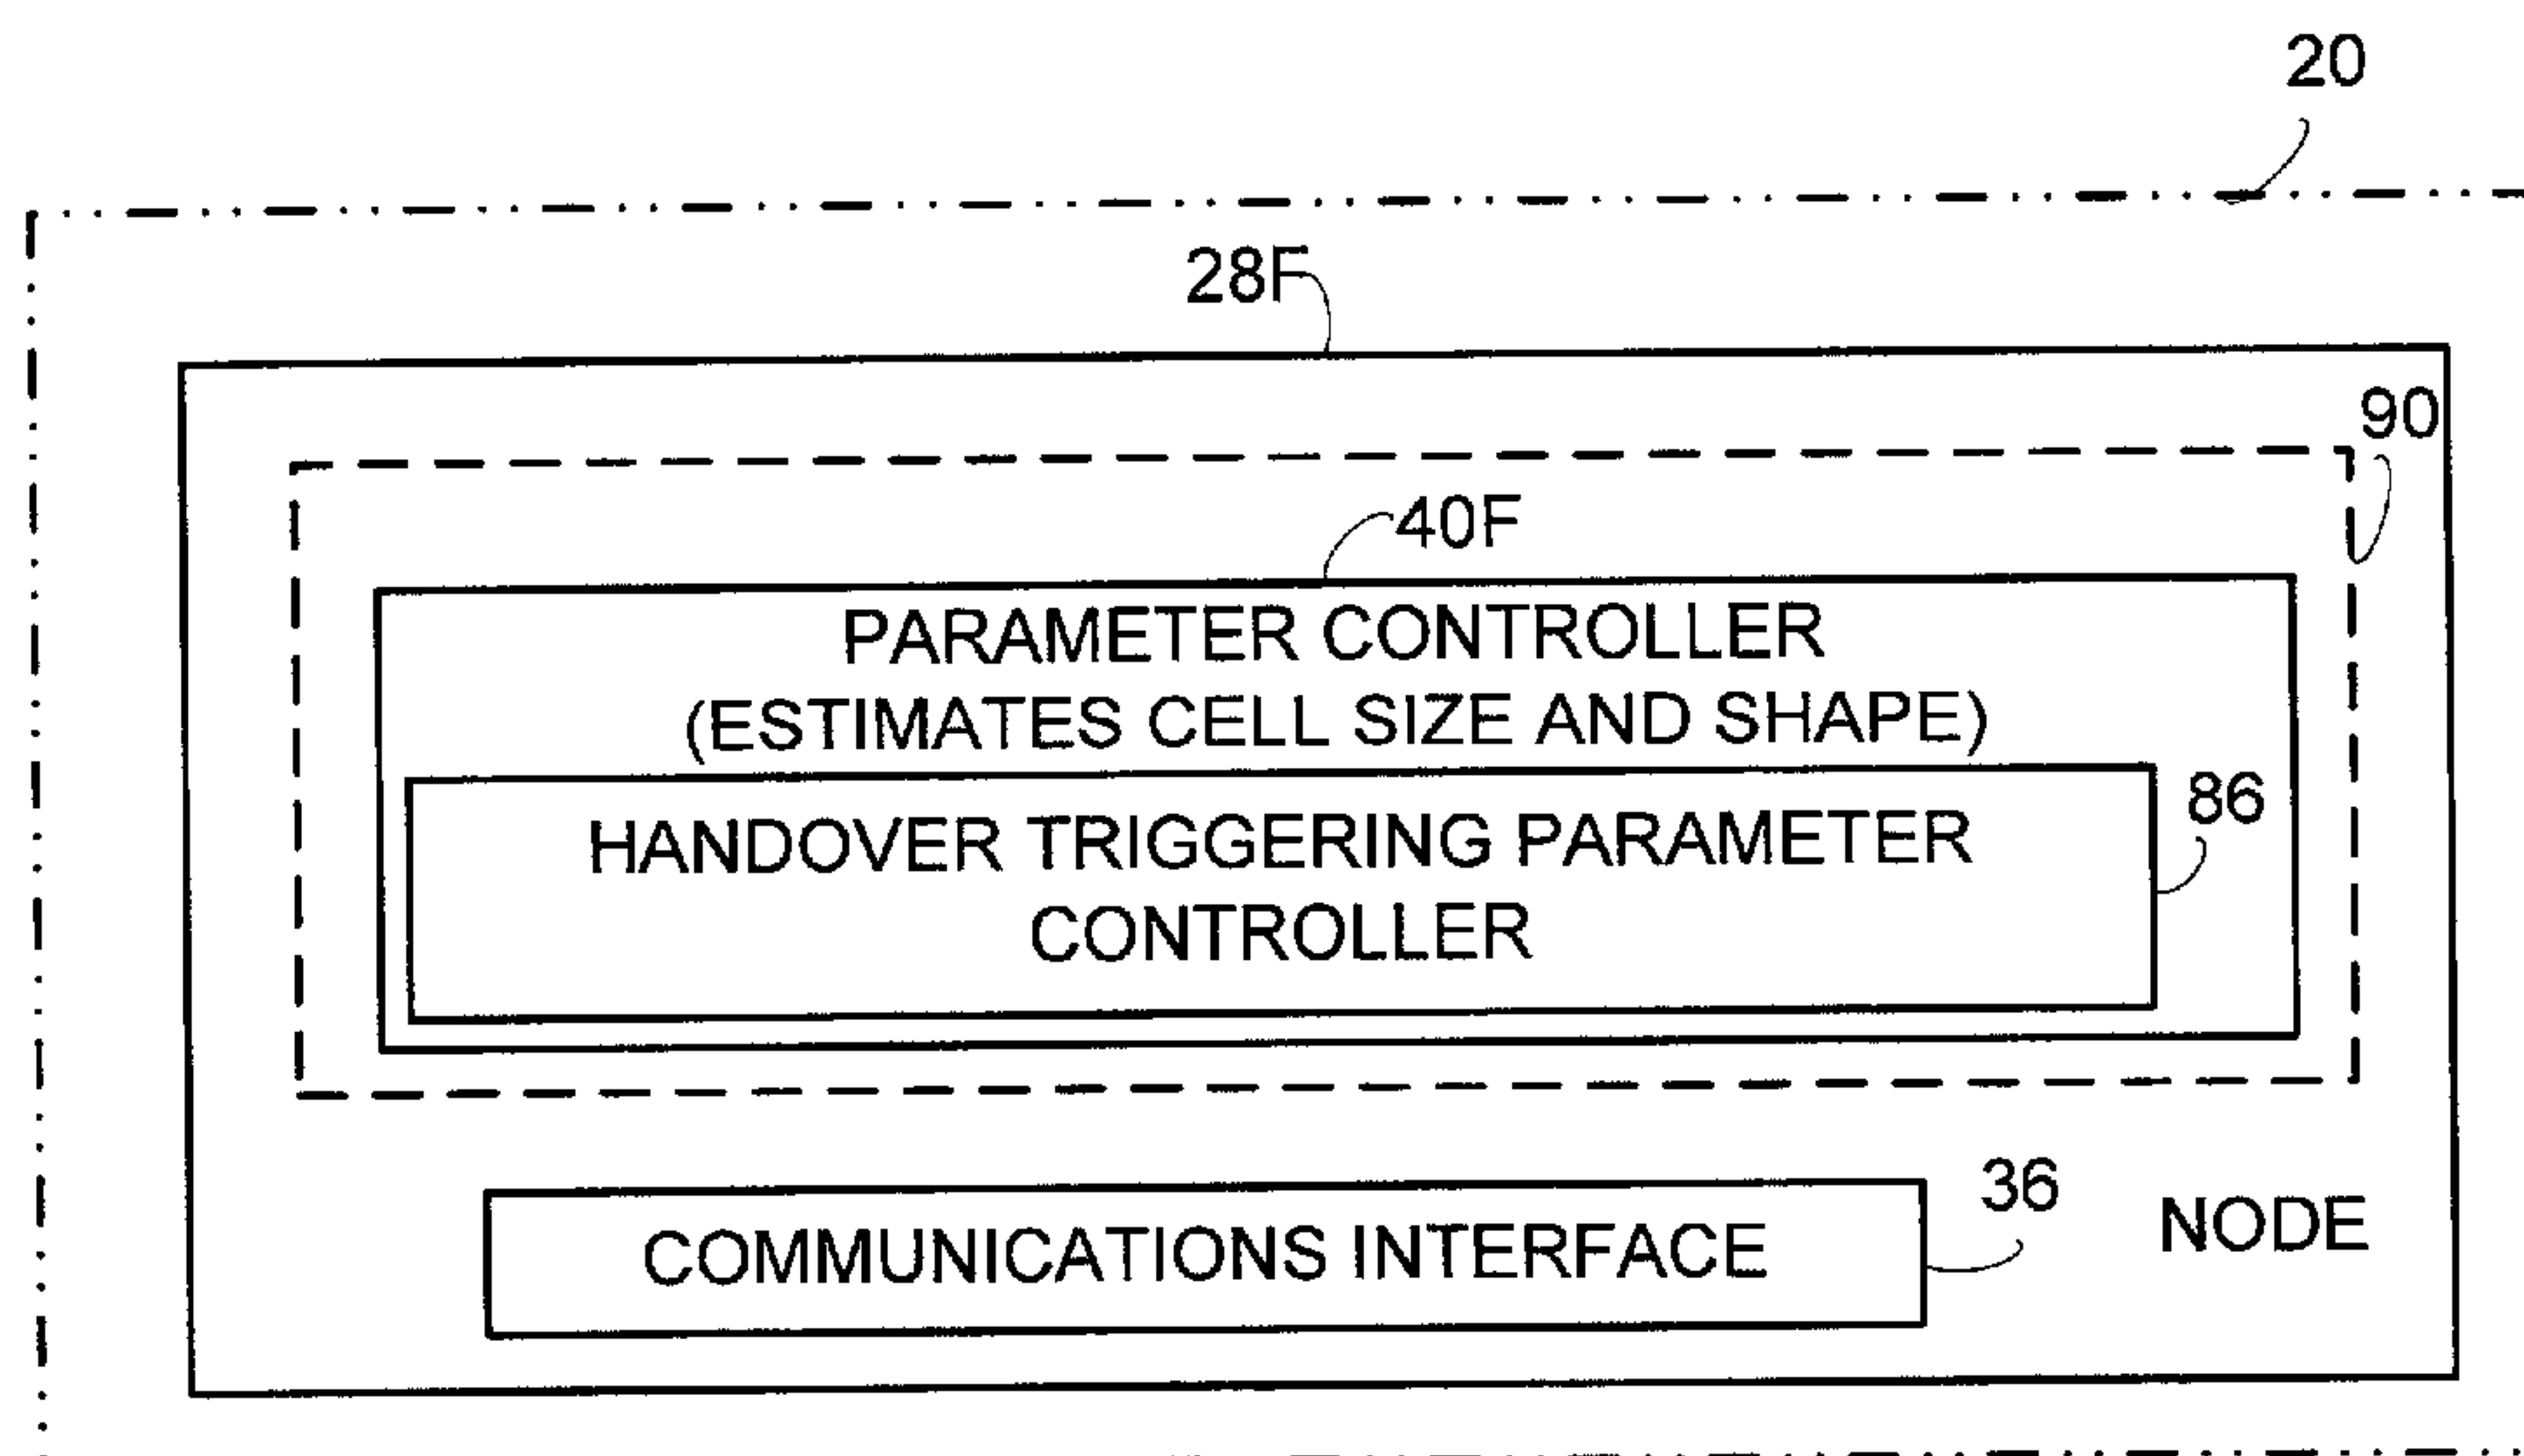 20
28F
90
40F
PARAMETER CONTROLLER
(ESTIMATES CELL SIZE AND SHAPE)
86
HANDOVER TRIGGERING PARAMETER
CONTROLLER
36
COMMUNICATIONS INTERFACE
NODE